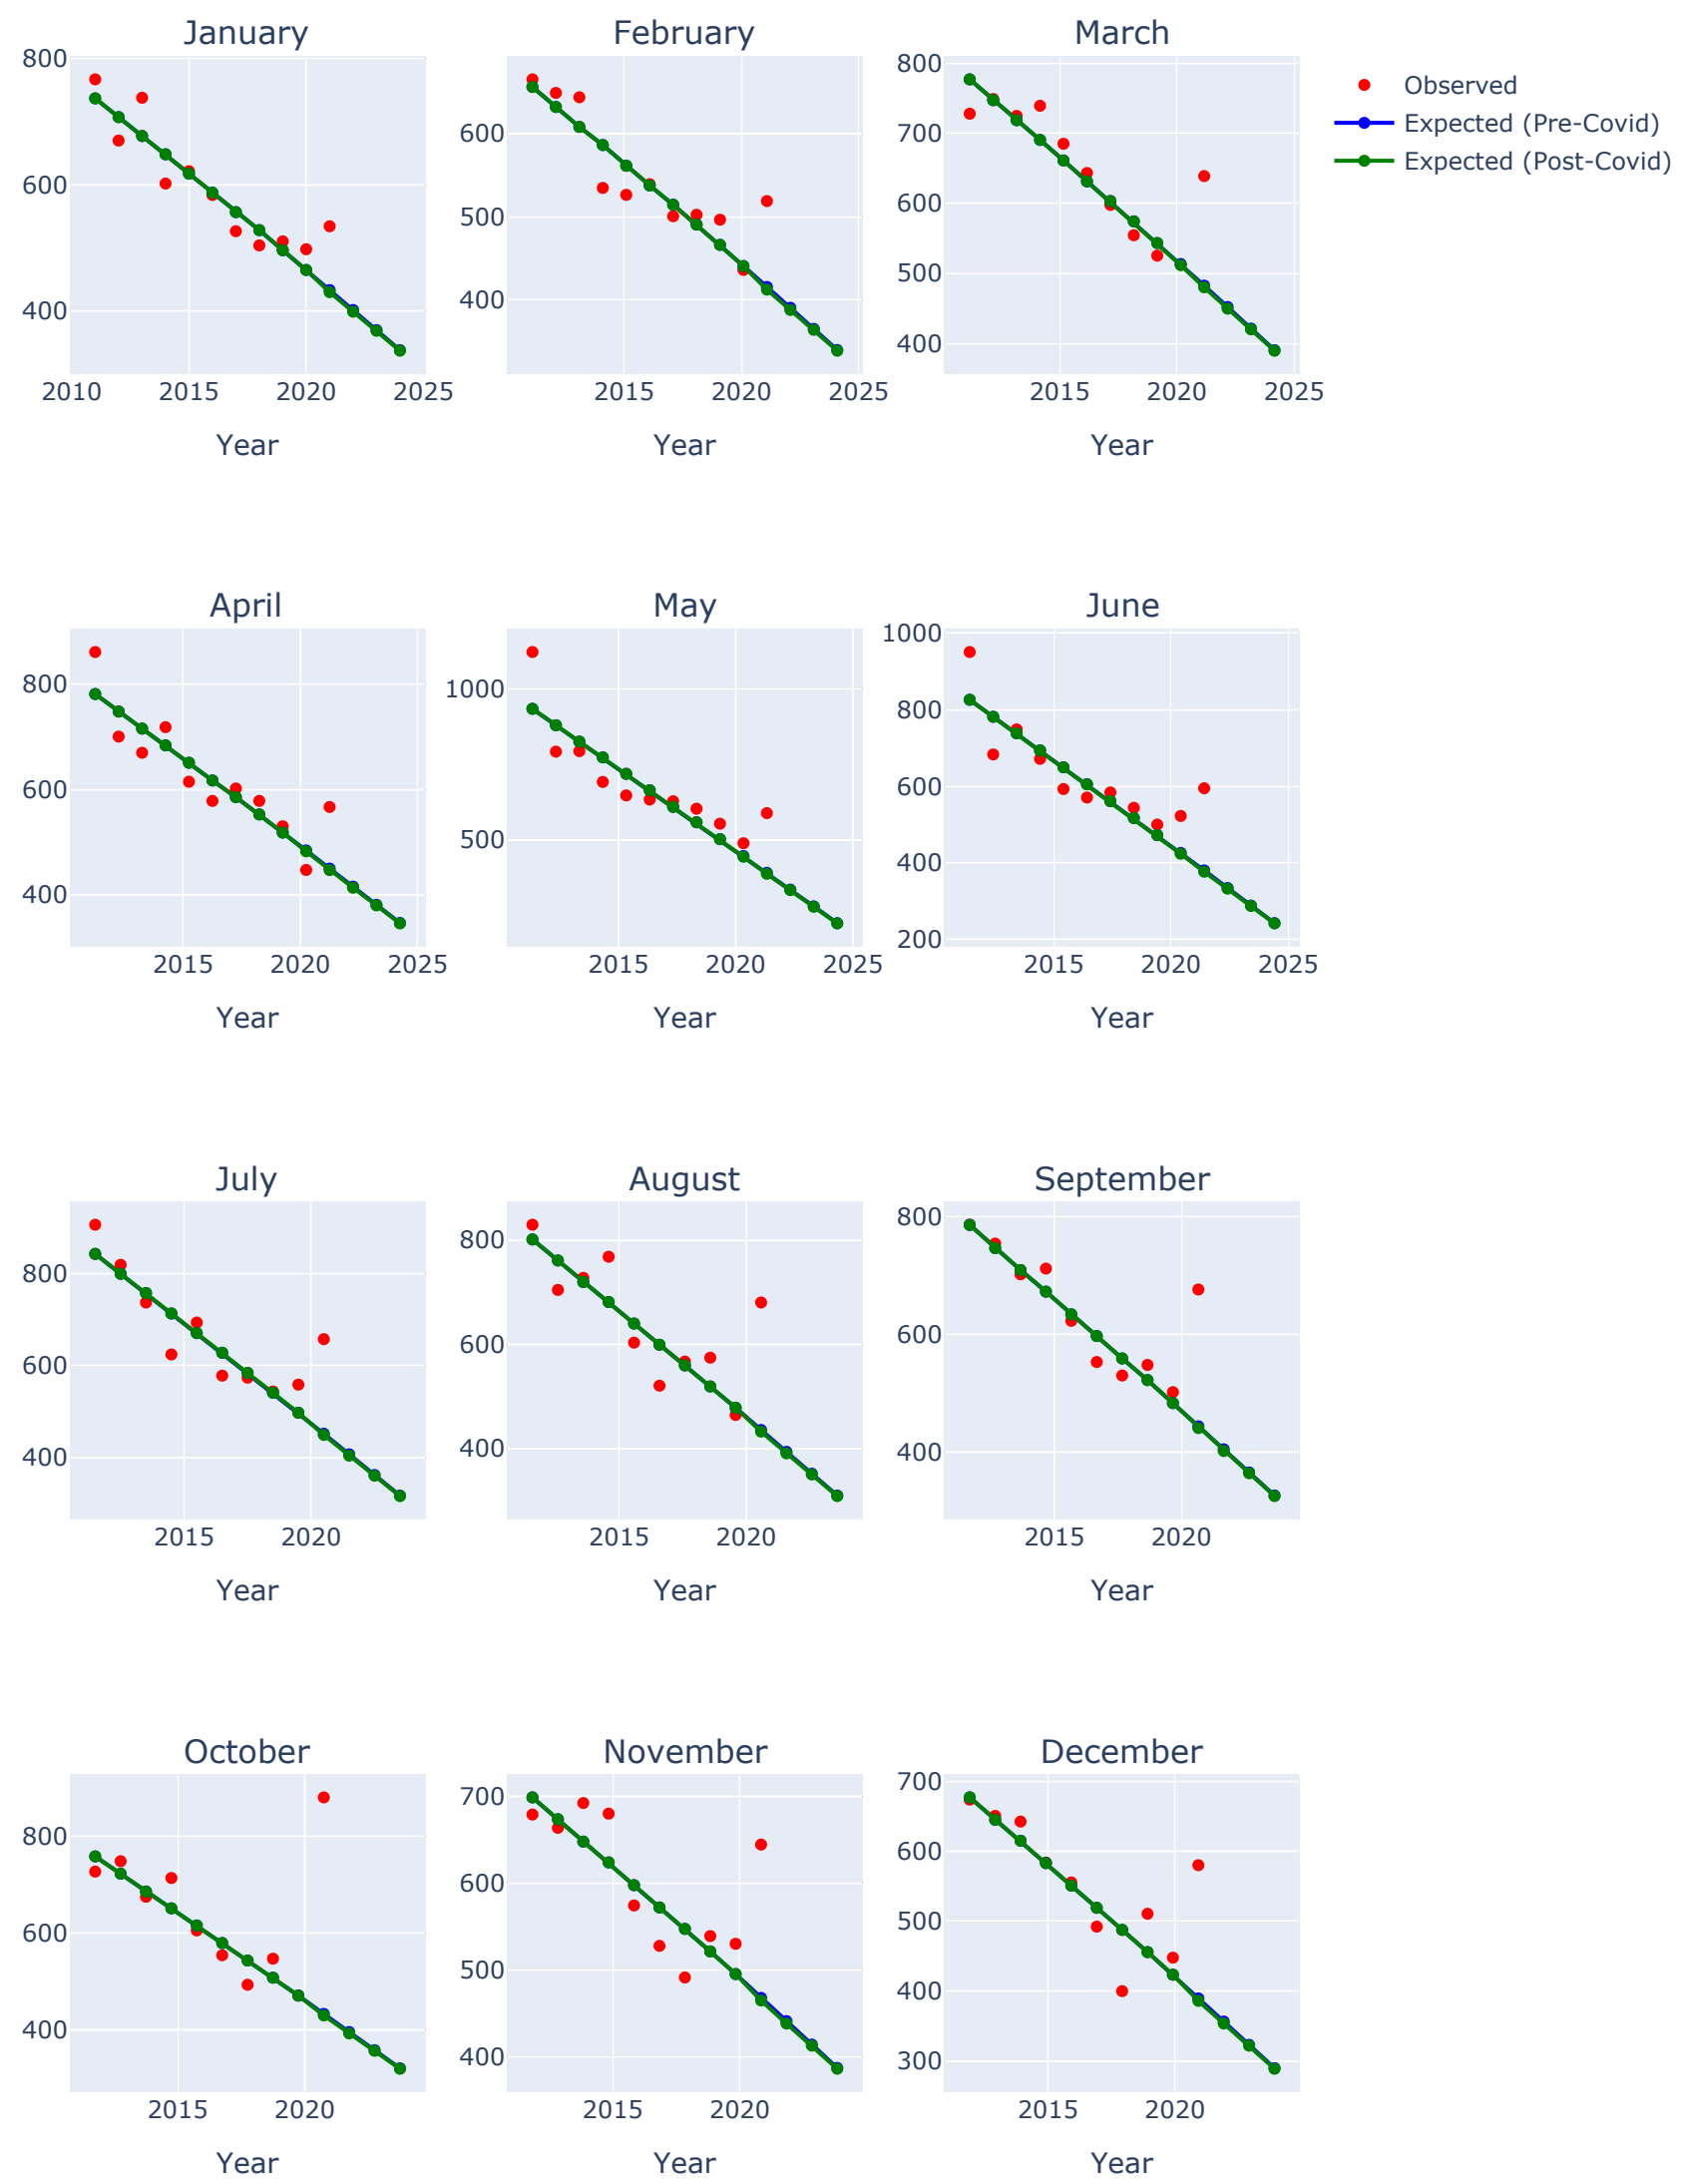 January
February
March
800
600
400
2010
2015
2020
2025
Year
600
500
400
2015
2020
2025
Year
800
700
600
500
400
2015
2020
2025
Year
Observed
Expected (Pre-Covid)
Expected (Post-Covid)
April
May
June
800
600
400
2015
2020
2025
Year
1000
500
2015
2020
2025
Year
1000
800
600
400
200
2015
2020
2025
Year
July
August
September
800
600
400
2015
2020
Year
800
600
400
2015
2020
Year
800
600
400
2015
2020
Year
October
November
December
800
600
400
2015
2020
Year
700
600
500
400
2015
2020
Year
700
600
500
400
300
2015
2020
Year